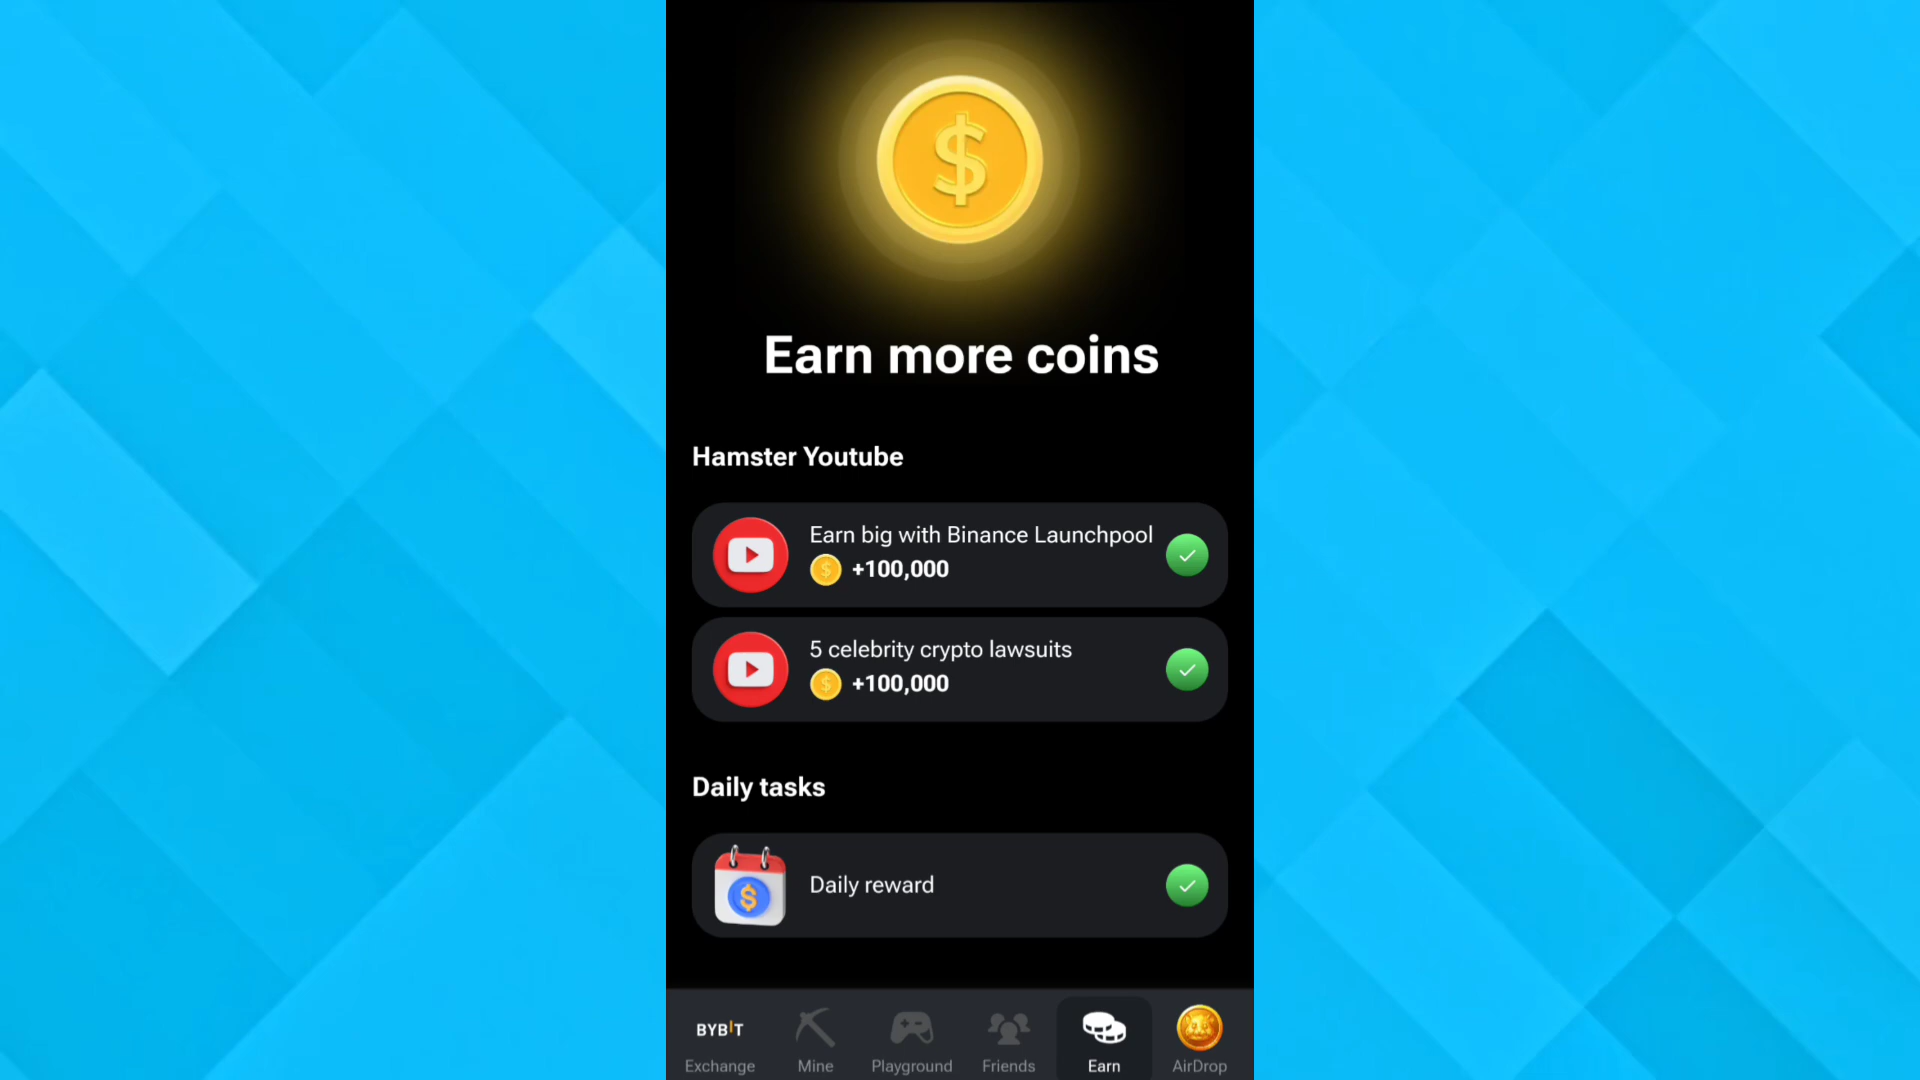 Earn more coins
Hamster Youtube
Earn big with Binance Launchpool
+100,000
5 celebrity crypto lawsuits
+100,000
Daily tasks
Daily reward
BYBIT
Exchange
Mine
Playground
Friends
Earn
AirDrop